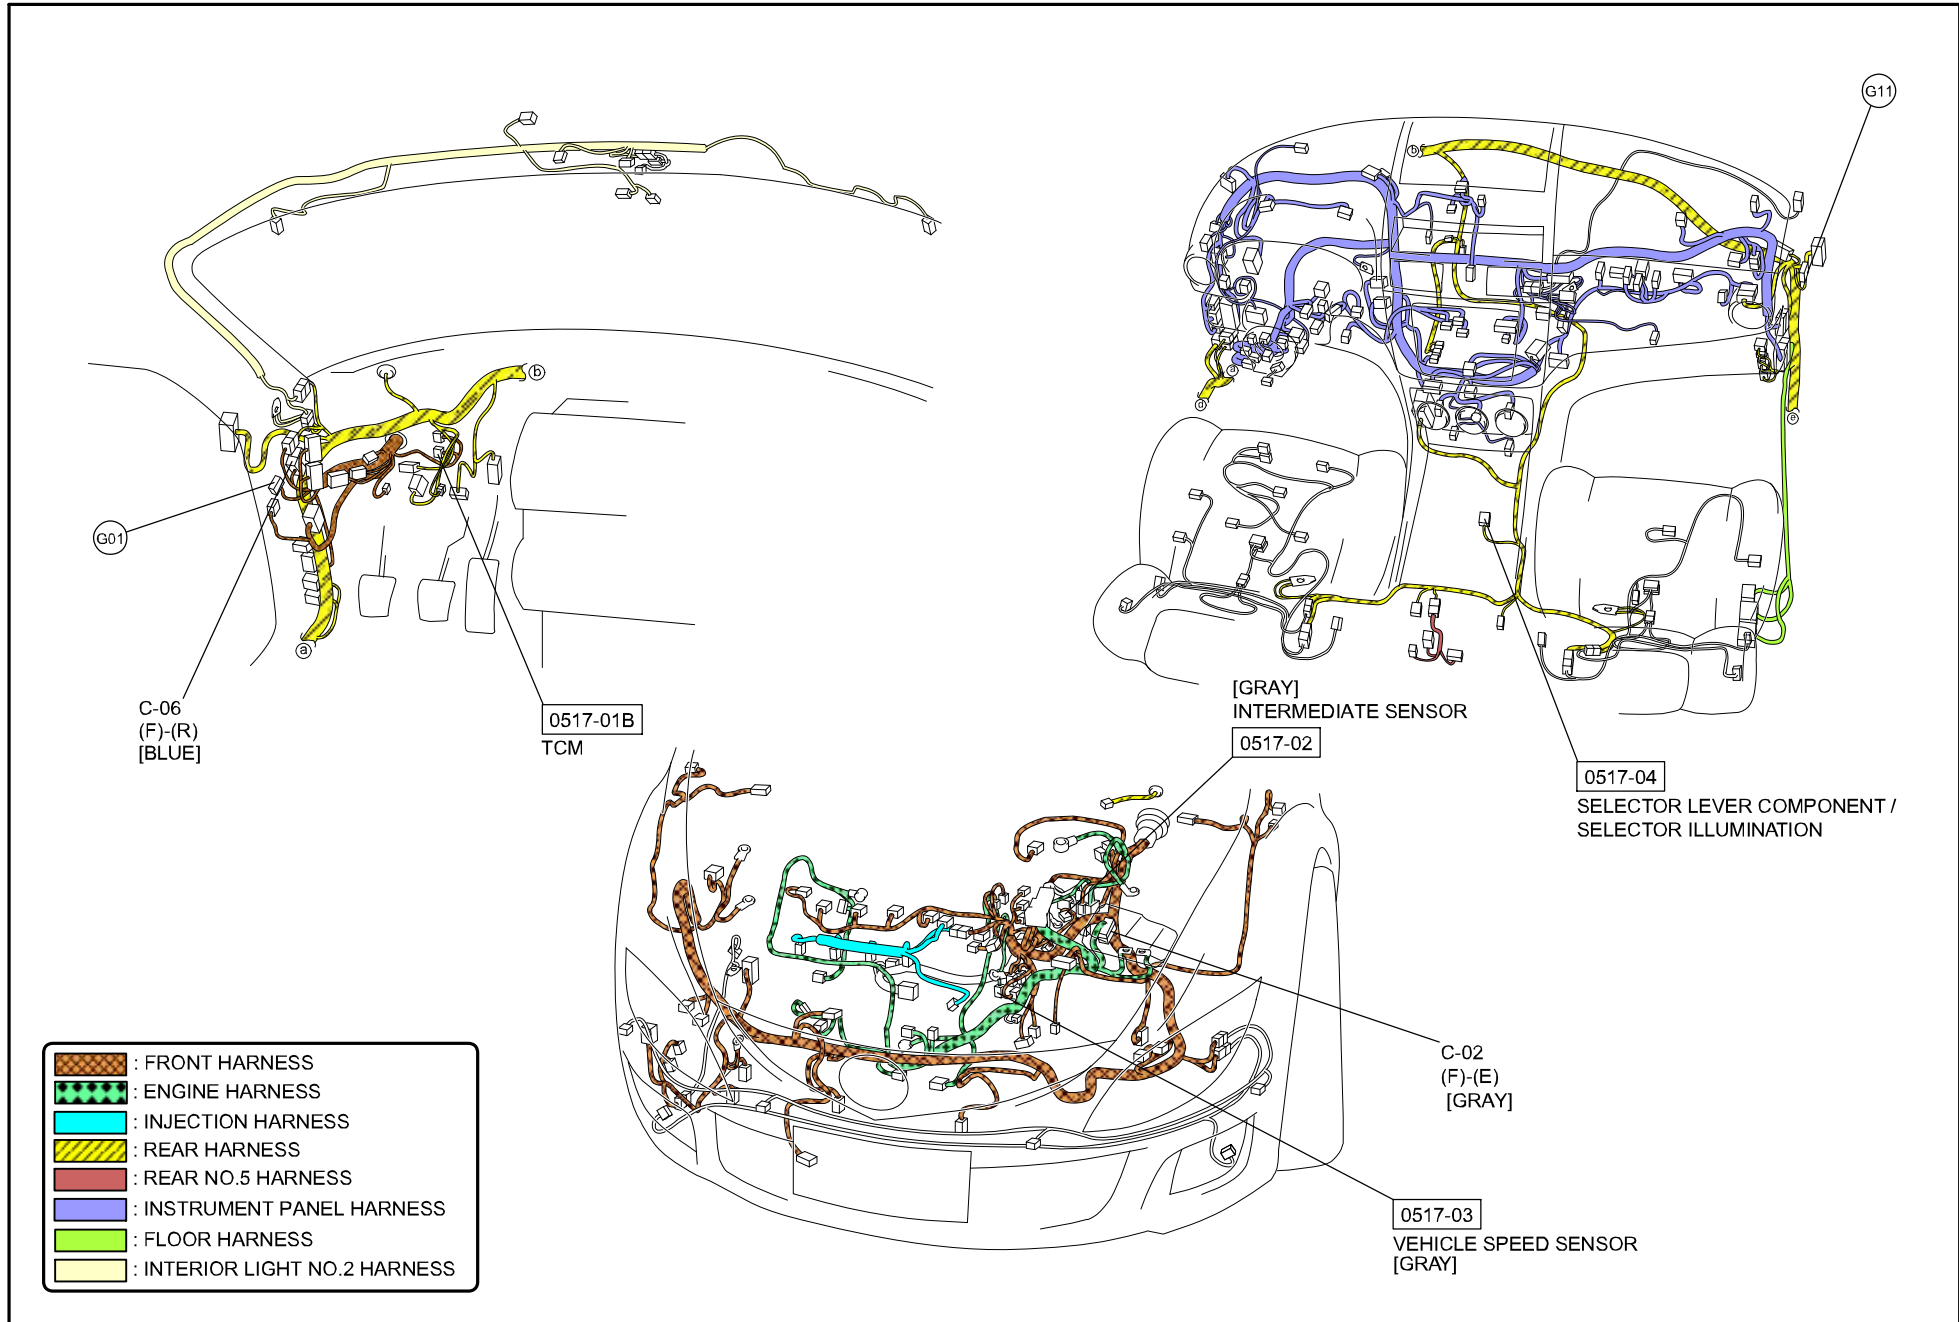 G11
b
b
a
d
e
G01
a
C-06
(F)-(R)
[BLUE]
0517-01B
TCM
[GRAY]
INTERMEDIATE SENSOR
0517-02
0517-04
SELECTOR LEVER COMPONENT /
SELECTOR ILLUMINATION
C-02
(F)-(E)
[GRAY]
0517-03
VEHICLE SPEED SENSOR
[GRAY]
: FRONT HARNESS
: ENGINE HARNESS
: INJECTION HARNESS
: REAR HARNESS
: REAR NO.5 HARNESS
: INSTRUMENT PANEL HARNESS
: FLOOR HARNESS
: INTERIOR LIGHT NO.2 HARNESS